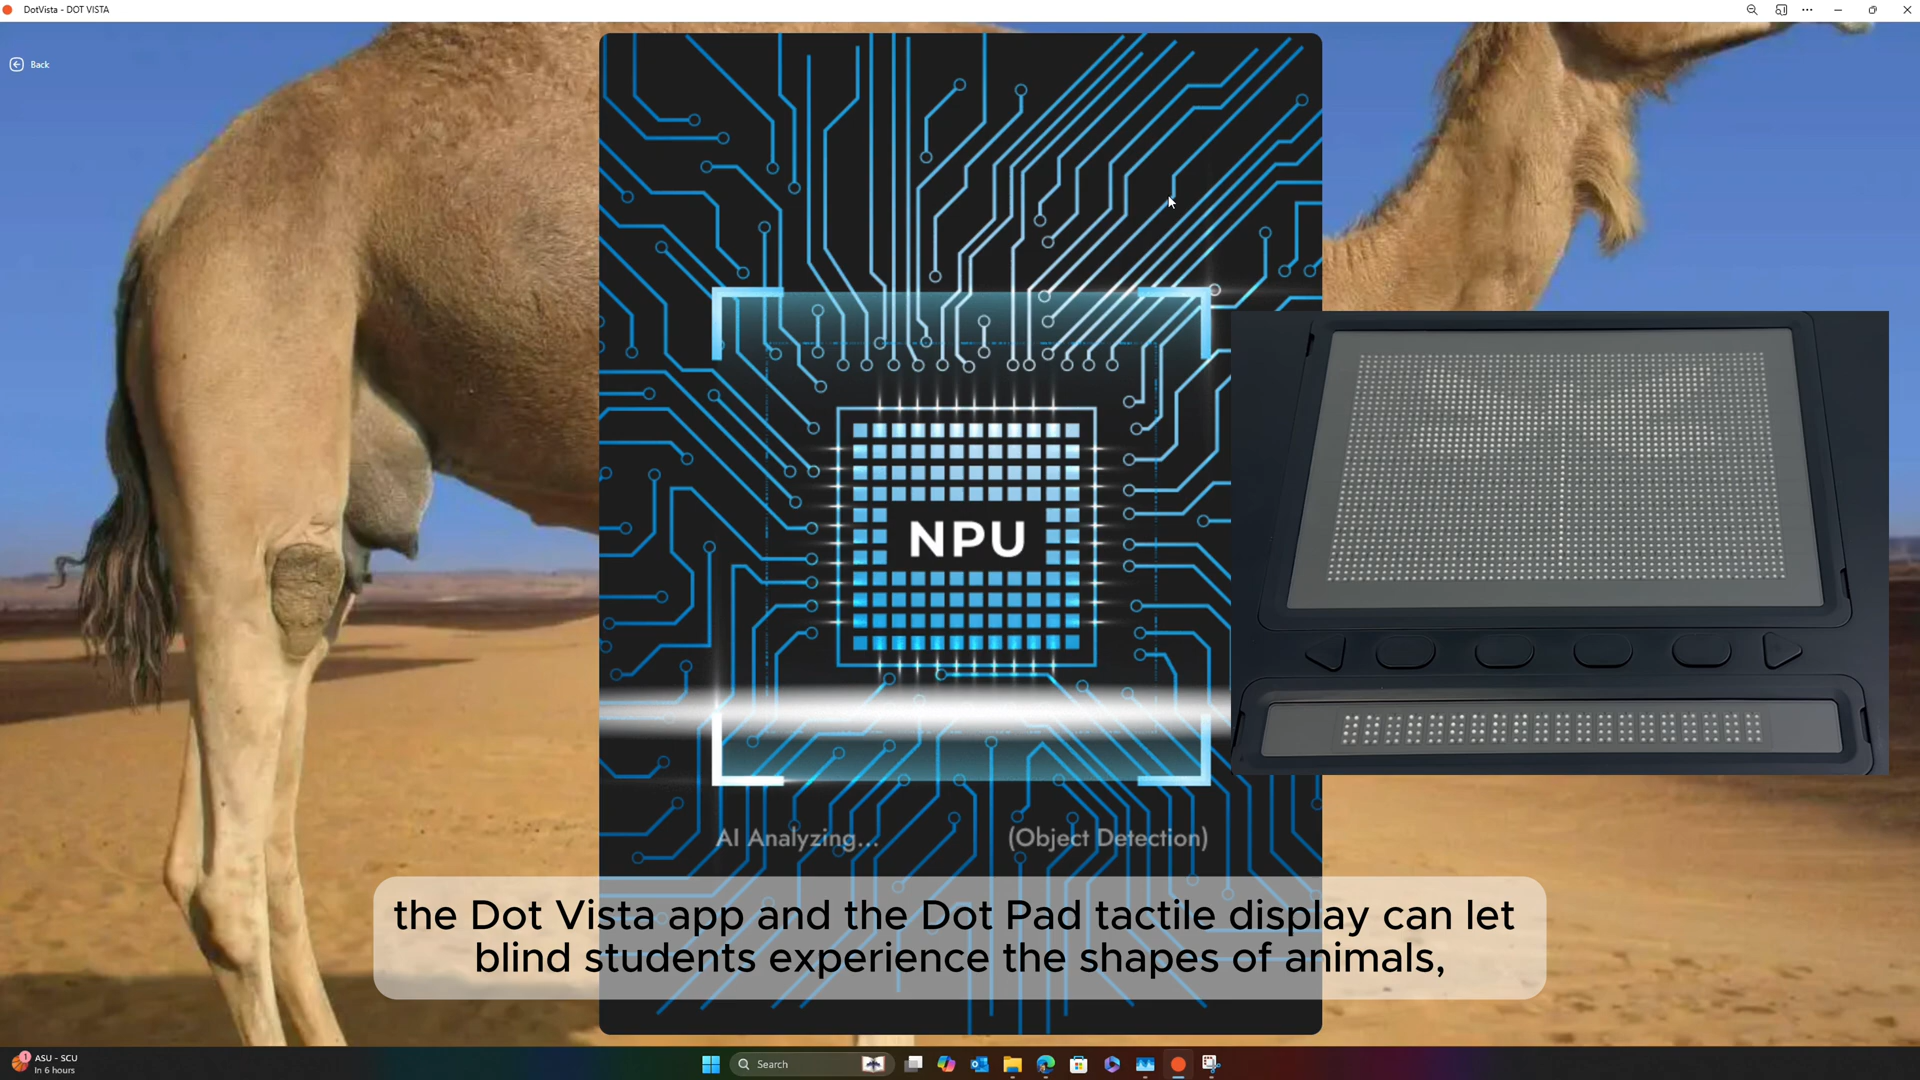 DotVista - DOT VISTA
Back
NPU
AI Analyzing...
(Object Detection)
the Dot Vista app and the Dot Pad tactile display can let
blind students experience the shapes of animals,
1
ASU - SCU
In 6 hours
Search